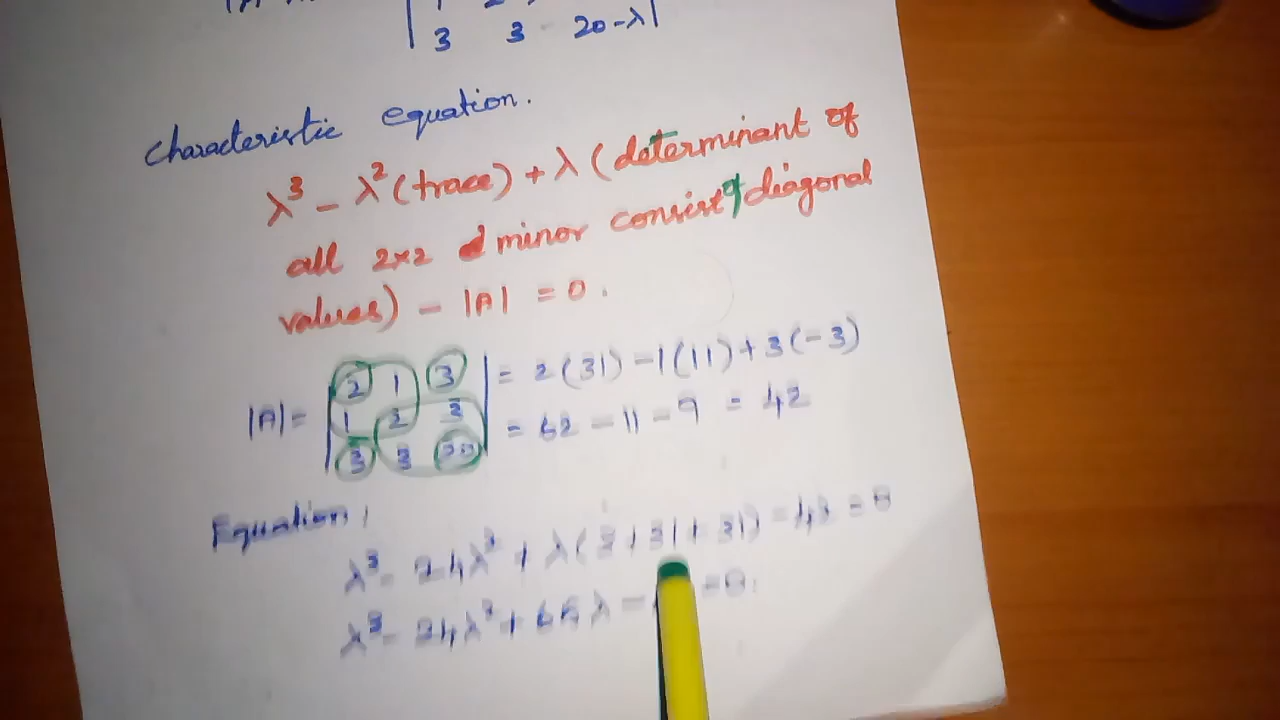 3 3 20-λ
characteristic equation.
λ³ - λ²(trace) + λ (determinant of
all 2×2 minor consist of diagonal
values) - |A| = 0.
|A| = | 2 1 3 | = 2(31) - 1(11) + 3(-3)
1 2 3 = 62 - 11 - 9 = 42
3 3 20
Equation,
λ³ - 24λ² + λ(3 + 31 + 31) - 42 = 0
λ³ - 24λ² + 65λ - = 0.